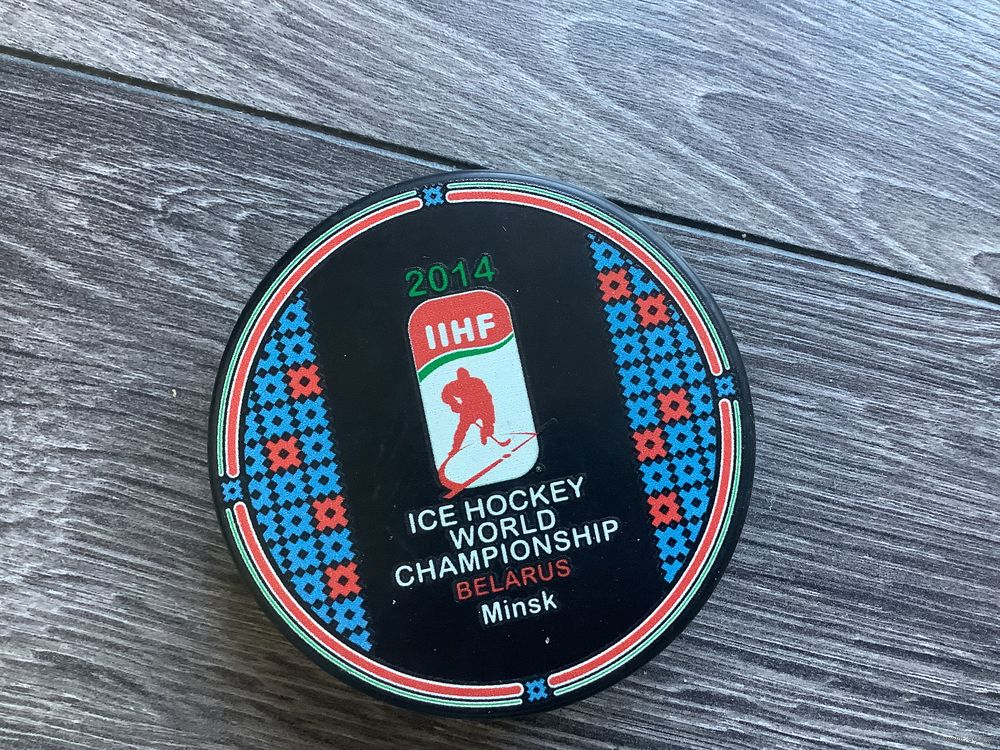 2014
IIHF
ICE HOCKEY
WORLD
CHAMPIONSHIP
BELARUS
Minsk